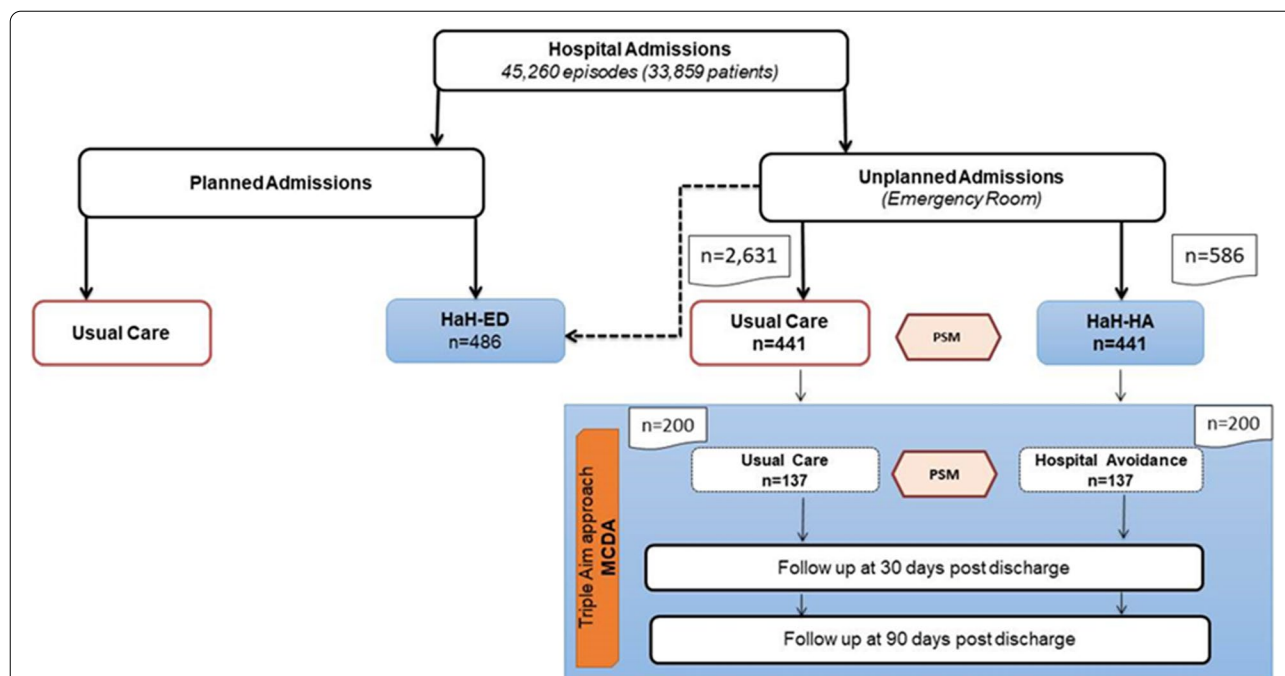 Hospital Admissions
45,260 episodes (33,859 patients)
Planned Admissions
Unplanned Admissions
(Emergency Room)
n=2,631
n=586
Usual Care
HaH-ED
n=486
Usual Care
n=441
PSM
HaH-HA
n=441
n=200
n=200
Triple Aim approach
MCDA
Usual Care
n=137
PSM
Hospital Avoidance
n=137
Follow up at 30 days post discharge
Follow up at 90 days post discharge